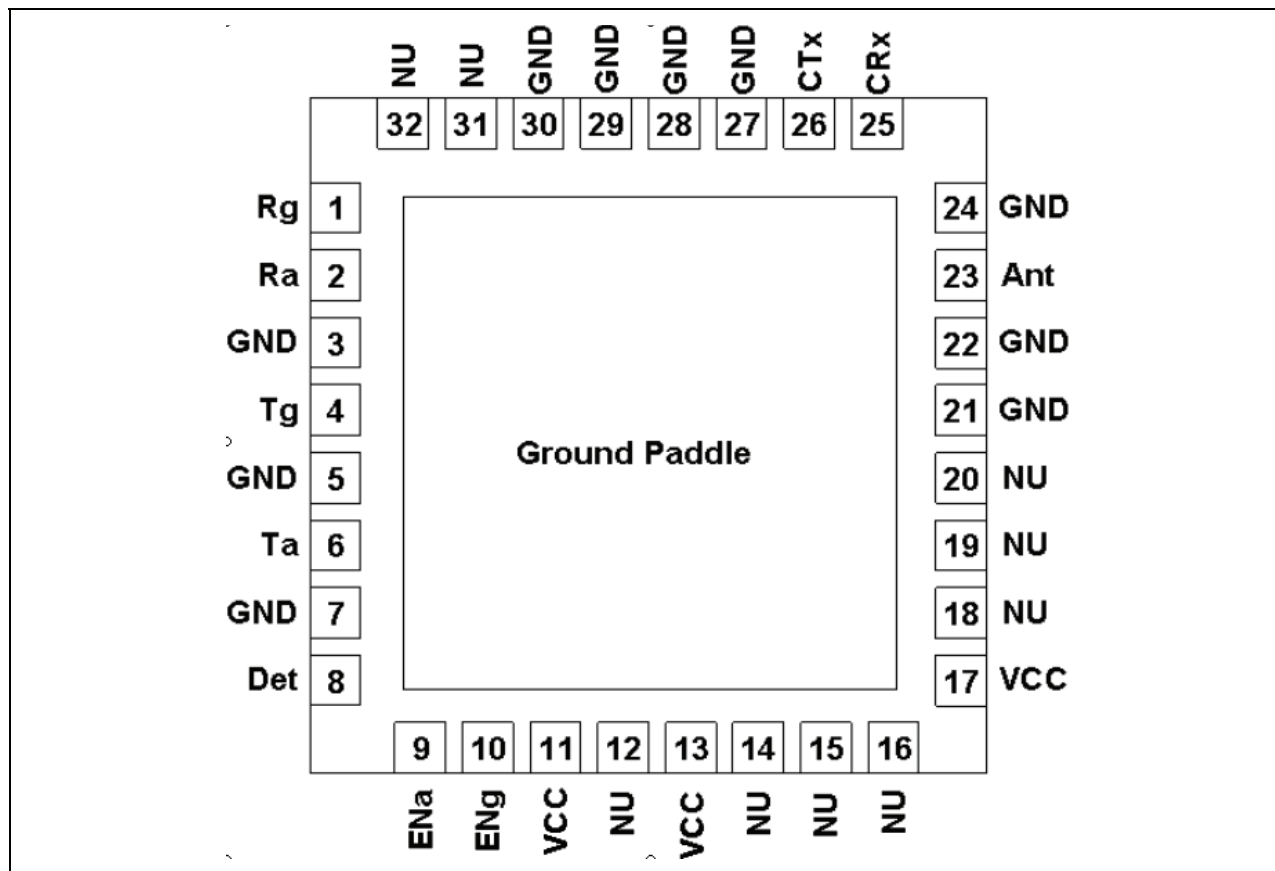 NU NU GND GND GND GND CTx CRx
32 31 30 29 28 27 26 25
Rg 1
Ra 2
GND 3
Tg 4
GND 5
Ta 6
GND 7
Det 8
Ground Paddle
24 GND
23 Ant
22 GND
21 GND
20 NU
19 NU
18 NU
17 VCC
9 10 11 12 13 14 15 16
ENa ENg VCC NU VCC NU NU NU